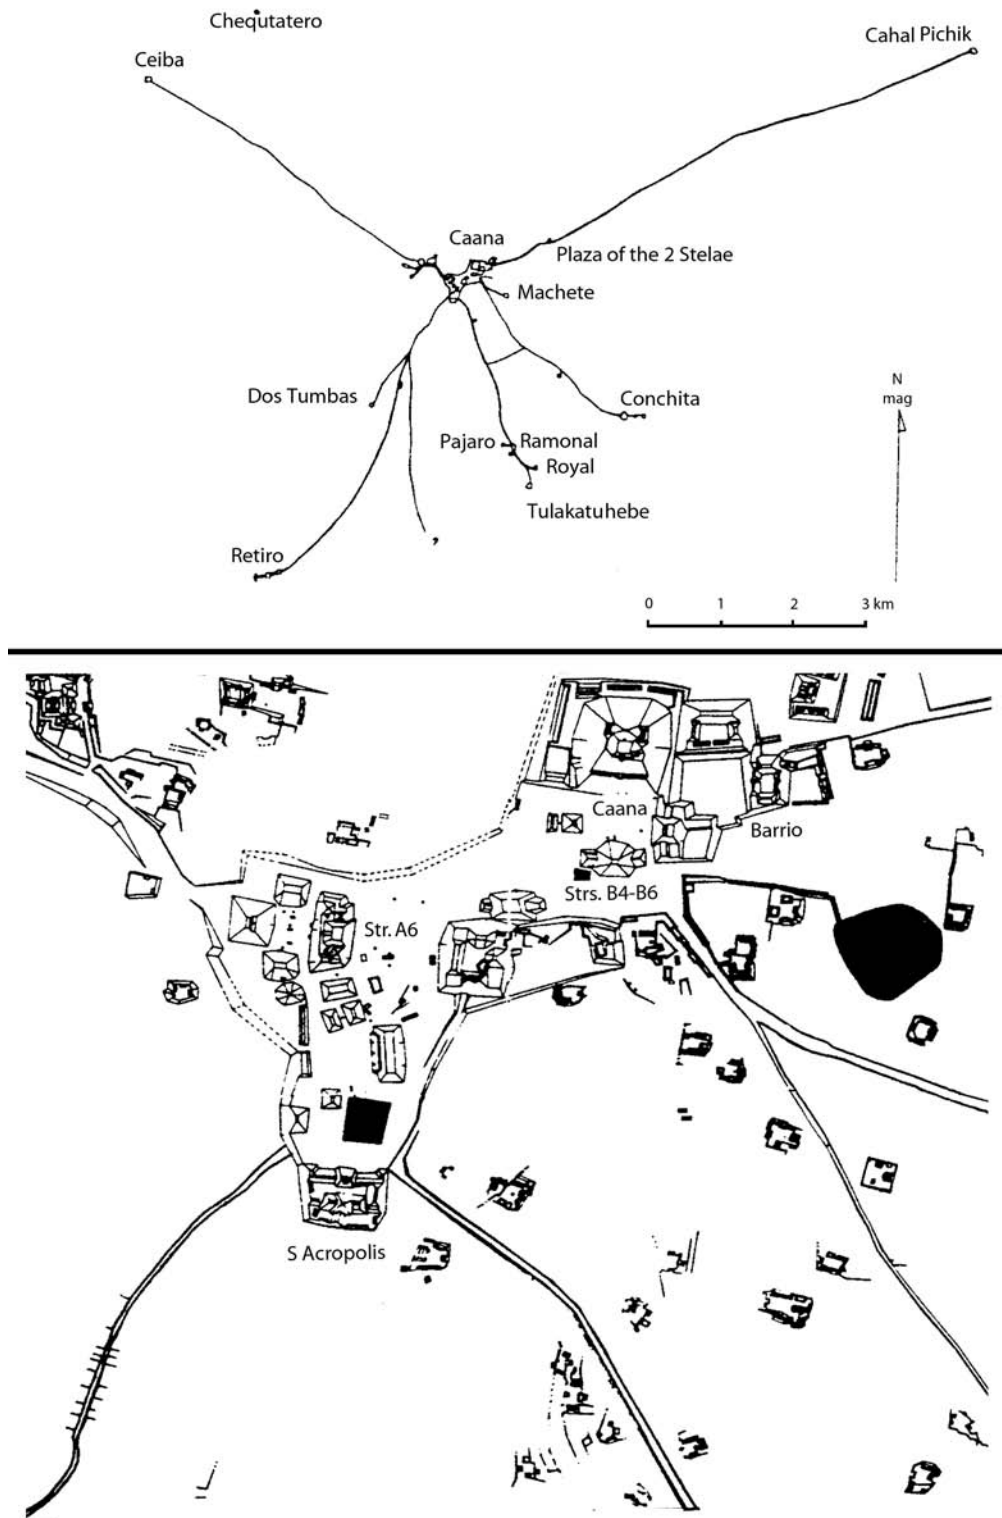 Chequtatero
Ceiba
Cahal Pichik
Caana
Plaza of the 2 Stelae
Machete
Dos Tumbas
Conchita
N
mag
Pajaro
Ramonal
Royal
Tulakatuhebe
Retiro
?
0 1 2 3 km
Caana
Barrio
Strs. B4-B6
Str. A6
S Acropolis